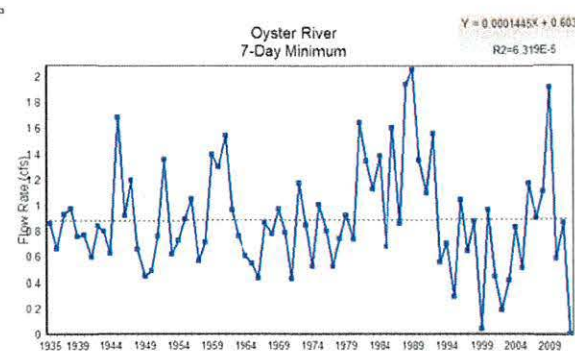 Y = 0.0001445X + 0.603
R2=6.319E-5
Oyster River
7-Day Minimum
Flow Rate (cfs)
2
1 8
1 6
1 4
1 2
1
0.8
0.6
0.4
0 2
0
1935 1939 1944 1949 1954 1959 1964 1969 1974 1979 1984 1989 1994 1999 2004 2009